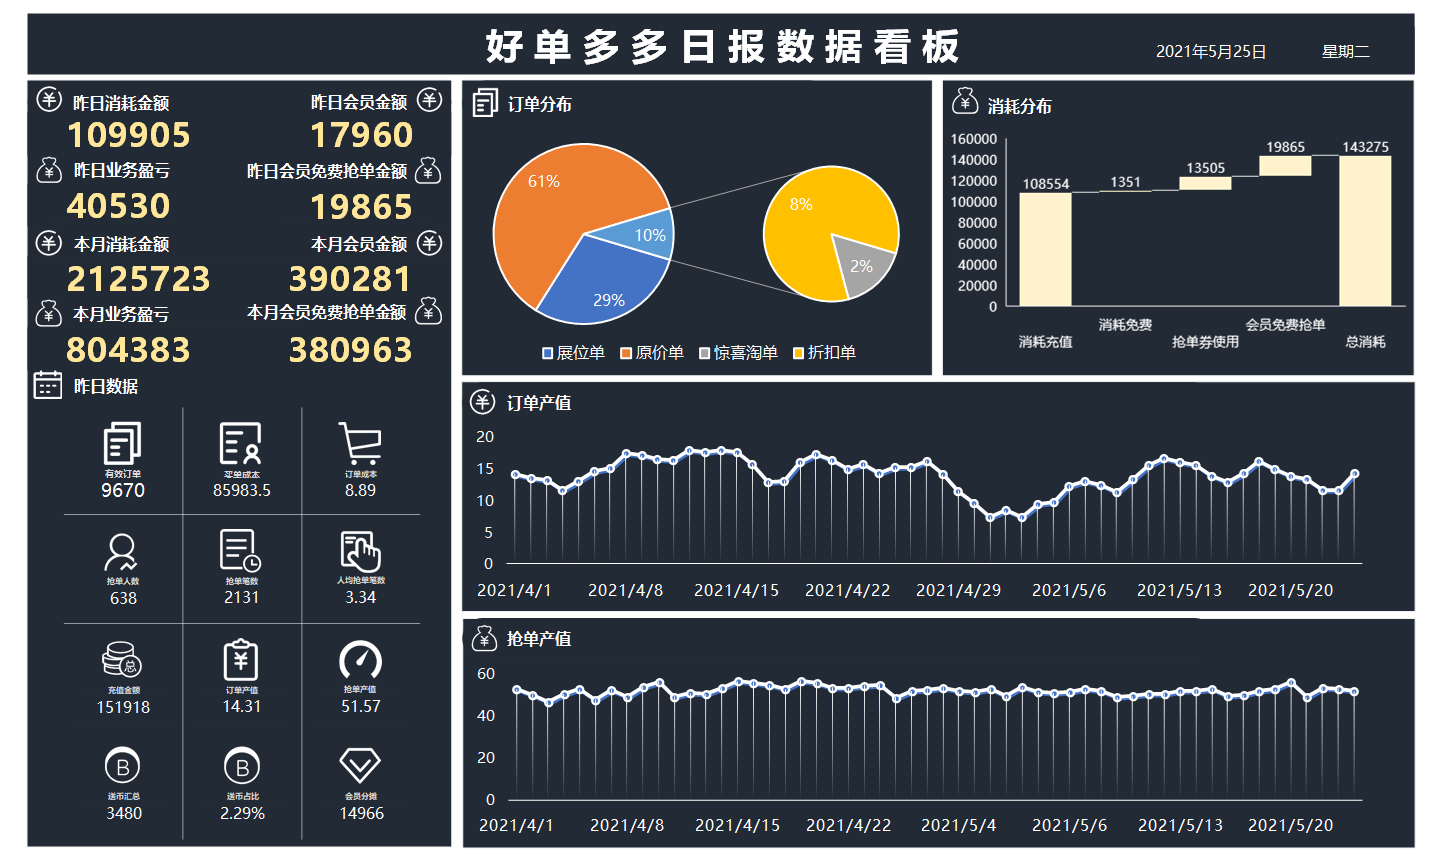 好单多多日报数据看板
2021年5月25日 星期二
昨日消耗金额 昨日会员金额
109905 17960
昨日业务盈亏 昨日会员免费抢单金额
40530 19865
本月消耗金额 本月会员金额
2125723 390281
本月业务盈亏 本月会员免费抢单金额
804383 380963
昨日数据
有效订单 买单成本 订单成本
9670 85983.5 8.89
抢单人数 抢单笔数 人均抢单笔数
638 2131 3.34
总
充值金额 订单产值 抢单产值
151918 14.31 51.57
B B
送币汇总 送币占比 会员分摊
3480 2.29% 14966
订单分布
61%
10%
29%
8%
2%
展位单 原价单 惊喜淘单 折扣单
消耗分布
160000
140000
120000
100000
80000
60000
40000
20000
0
108554 1351 13505 19865 143275
消耗充值 消耗免费 抢单券使用 会员免费抢单 总消耗
订单产值
20
15
10
5
0
2021/4/1 2021/4/8 2021/4/15 2021/4/22 2021/4/29 2021/5/6 2021/5/13 2021/5/20
抢单产值
60
40
20
0
2021/4/1 2021/4/8 2021/4/15 2021/4/22 2021/5/4 2021/5/6 2021/5/13 2021/5/20